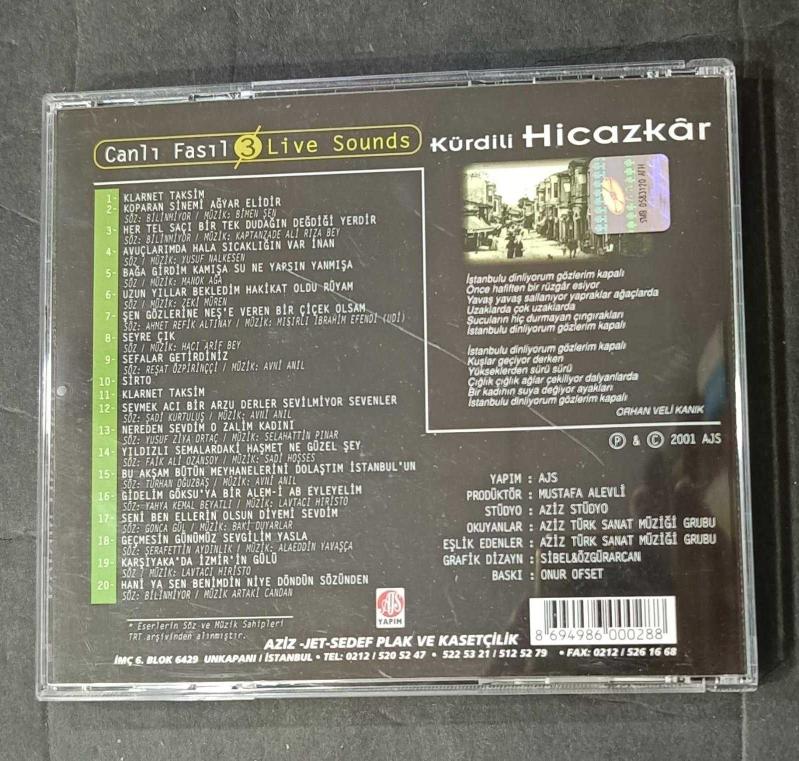 Canlı Fasıl 3 Live Sounds
Kürdili Hicazkâr
1- KLARNET TAKSİM
2- KOPARAN SİNEMİ AĞYAR ELİDİR
SÖZ: BİLİNMİYOR / MÜZİK: BİMEN ŞEN
3- HER TEL SAÇI BİR TEK DUDAĞIN DEĞDİĞİ YERDİR
SÖZ: BİLİNMİYOR / MÜZİK: KAPTANZADE ALİ RIZA BEY
4- AVUÇLARIMDA HALA SICAKLIĞIN VAR İNAN
SÖZ / MÜZİK: YUSUF NALKESEN
5- BAĞA GİRDİM KAMIŞA SU NE YAPSIN YANMIŞA
SÖZ / MÜZİK: MANOK AĞA
6- UZUN YILLAR BEKLEDİM HAKİKAT OLDU RÜYAM
SÖZ / MÜZİK: ZEKİ MÜREN
7- ŞEN GÖZLERİNE NEŞ'E VEREN BİR ÇİÇEK OLSAM
SÖZ: AHMET REFİK ALTINAY / MÜZİK: MISIRLI İBRAHİM EFENDİ (UDİ)
8- SEYRE ÇIK
SÖZ / MÜZİK: HACI ARİF BEY
9- SEFALAR GETİRDİNİZ
SÖZ: REŞAT ÖZPİRİNÇÇİ / MÜZİK: AVNİ ANIL
10- SİRTO
11- KLARNET TAKSİM
12- SEVMEK ACI BİR ARZU DERLER SEVİLMİYOR SEVENLER
SÖZ: ŞADİ KURTULUŞ / MÜZİK: AVNİ ANIL
13- NEREDEN SEVDİM O ZALİM KADINI
SÖZ: YUSUF ZİYA ORTAÇ / MÜZİK: SELAHATTİN PINAR
14- YILDIZLI SEMALARDAKİ HAŞMET NE GÜZEL ŞEY
SÖZ: FAİK ALİ OZANSOY / MÜZİK: SADİ HOŞSES
15- BU AKŞAM BÜTÜN MEYHANELERİNİ DOLAŞTIM İSTANBUL'UN
SÖZ: TURHAN OĞUZBAŞ / MÜZİK: AVNİ ANIL
16- GİDELİM GÖKSU'YA BİR ALEM-İ AB EYLEYELİM
SÖZ: YAHYA KEMAL BEYATLI / MÜZİK: LAVTACI HIRİSTO
17- SENİ BEN ELLERİN OLSUN DİYEMİ SEVDİM
SÖZ: GONCA GÜL / MÜZİK: BAKİ DUYARLAR
18- GEÇMESİN GÜNÜMÜZ SEVGİLİM YASLA
SÖZ: ŞERAFETTİN AYDINLIK / MÜZİK: ALAEDDİN YAVAŞÇA
19- KARŞIYAKA'DA İZMİR'İN GÜLÜ
SÖZ / MÜZİK: LAVTACI HIRİSTO
20- HANİ YA SEN BENİMDİN NİYE DÖNDÜN SÖZÜNDEN
SÖZ: BİLİNMİYOR / MÜZİK ARTAKİ CANDAN
* Eserlerin Söz ve Müzik Sahipleri
TRT arşivinden alınmıştır.
SMB 0583120 ATH
İstanbulu dinliyorum gözlerim kapalı
Önce hafiften bir rüzgâr esiyor
Yavaş yavaş sallanıyor yapraklar ağaçlarda
Uzaklarda çok uzaklarda
Sucuların hiç durmayan çıngırakları
İstanbulu dinliyorum gözlerim kapalı
İstanbulu dinliyorum gözlerim kapalı
Kuşlar geçiyor derken
Yükseklerden sürü sürü
Çığlık çığlık ağlar çekiliyor dalyanlarda
Bir kadının suya değiyor ayakları
İstanbulu dinliyorum gözlerim kapalı
ORHAN VELİ KANIK
Ⓟ & © 2001 AJS
YAPIM : AJS
PRODÜKTÖR : MUSTAFA ALEVLİ
STÜDYO : AZİZ STÜDYO
OKUYANLAR : AZİZ TÜRK SANAT MÜZİĞİ GRUBU
EŞLİK EDENLER : AZİZ TÜRK SANAT MÜZİĞİ GRUBU
GRAFİK DİZAYN : SİBEL&ÖZGÜRARCAN
BASKI : ONUR OFSET
AJS
YAPIM
8 694986 000288
AZİZ -JET-SEDEF PLAK VE KASETÇİLİK
İMÇ 6. BLOK 6429 UNKAPANI / İSTANBUL • TEL: 0212 / 520 52 47 • 522 53 21 / 512 52 79 • FAX: 0212 / 526 16 68